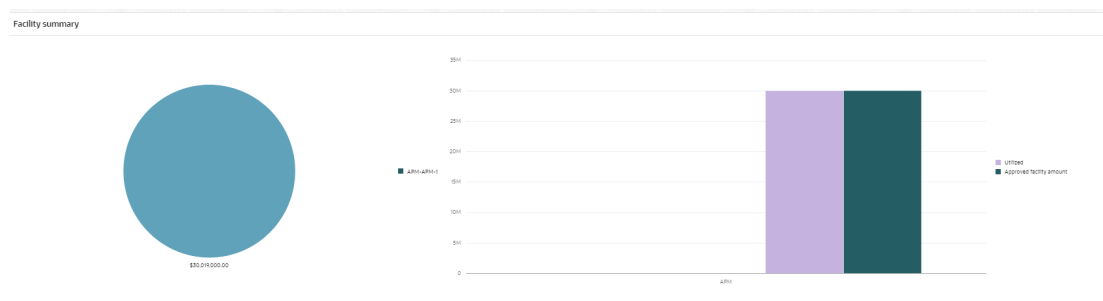 Facility summary
$30,019,000.00
APM-APM-1
35M
30M
25M
20M
15M
10M
5M
0
APM
Utilized
Approved facility amount